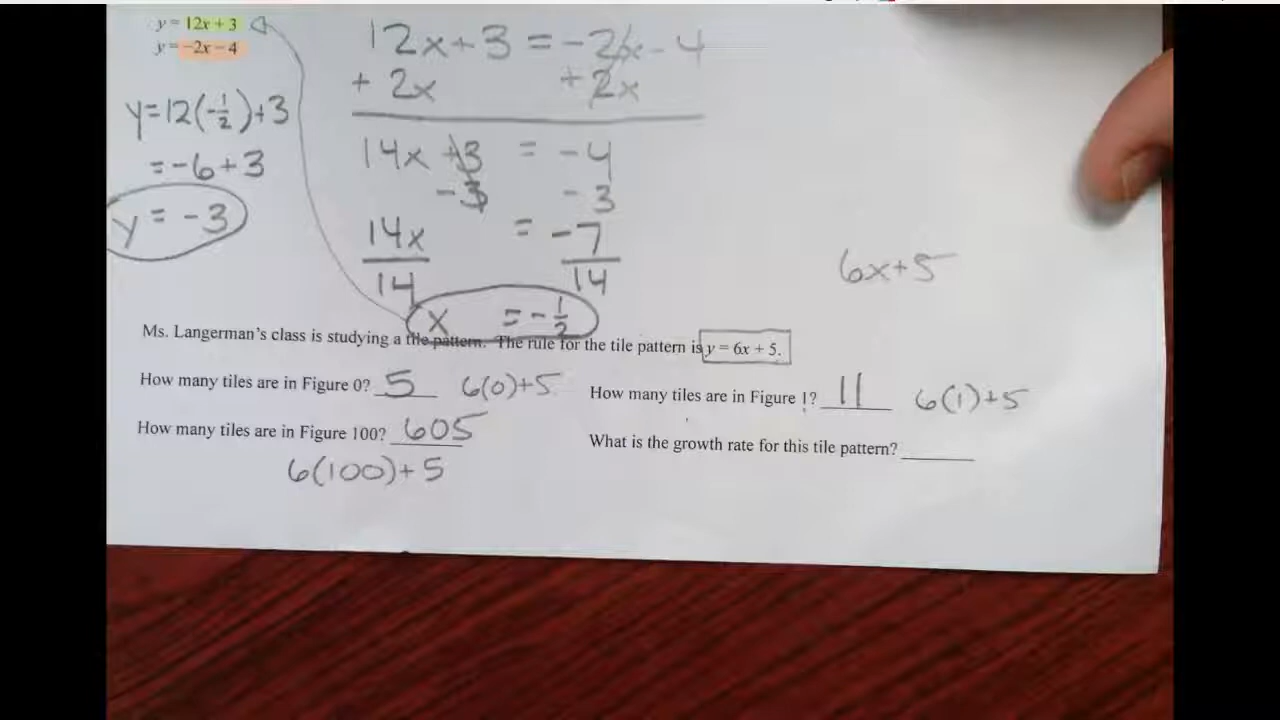 y = 12x + 3
y = −2x − 4
12x+3 = -2x-4
+ 2x +2x
y=12(-1/2)+3
= -6+3
y = -3
14x +3 = -4
-3 -3
14x = -7
14 14
x = -1/2
6x+5
Ms. Langerman's class is studying a tile pattern. The rule for the tile pattern is y = 6x + 5.
How many tiles are in Figure 0? 5 6(0)+5 How many tiles are in Figure 1? 11 6(1)+5
How many tiles are in Figure 100? 605 What is the growth rate for this tile pattern? ______
6(100)+5